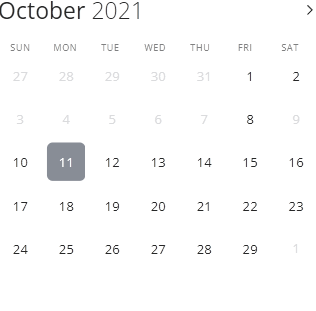 October 2021 >
SUN MON TUE WED THU FRI SAT
27 28 29 30 31 1 2
3 4 5 6 7 8 9
10 11 12 13 14 15 16
17 18 19 20 21 22 23
24 25 26 27 28 29 1